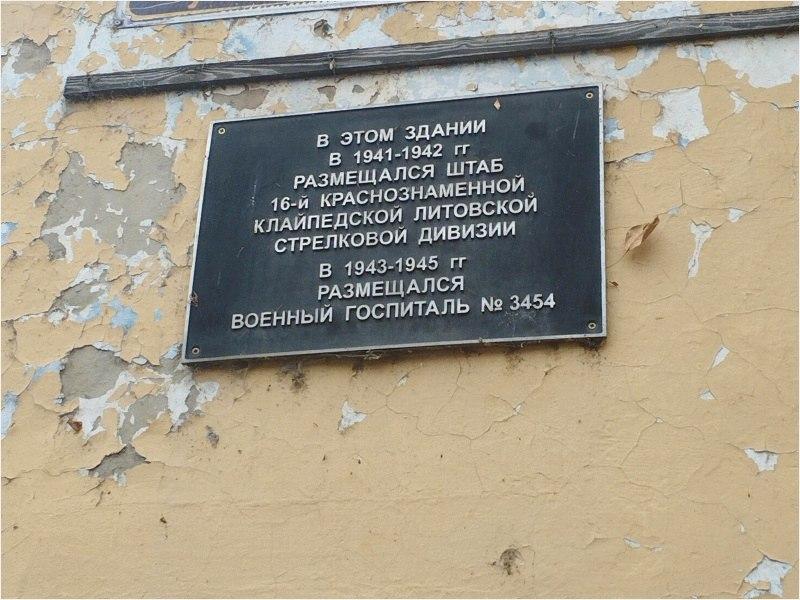 В ЭТОМ ЗДАНИИ
В 1941-1942 гг
РАЗМЕЩАЛСЯ ШТАБ
16-й КРАСНОЗНАМЕННОЙ
КЛАЙПЕДСКОЙ ЛИТОВСКОЙ
СТРЕЛКОВОЙ ДИВИЗИИ
В 1943-1945 гг
РАЗМЕЩАЛСЯ
ВОЕННЫЙ ГОСПИТАЛЬ № 3454